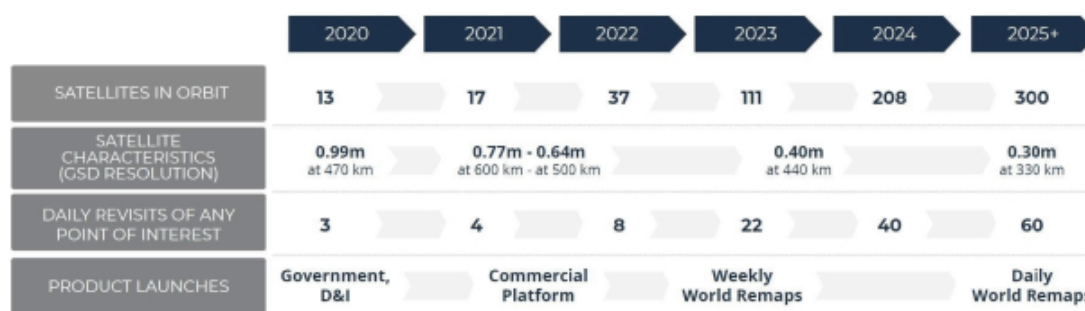 2020 2021 2022 2023 2024 2025+
SATELLITES IN ORBIT 13 17 37 111 208 300
SATELLITE
CHARACTERISTICS
(GSD RESOLUTION)
0.99m 0.77m - 0.64m 0.40m 0.30m
at 470 km at 600 km - at 500 km at 440 km at 330 km
DAILY REVISITS OF ANY
POINT OF INTEREST
3 4 8 22 40 60
PRODUCT LAUNCHES
Government, Commercial Weekly Daily
D&I Platform World Remaps World Remaps